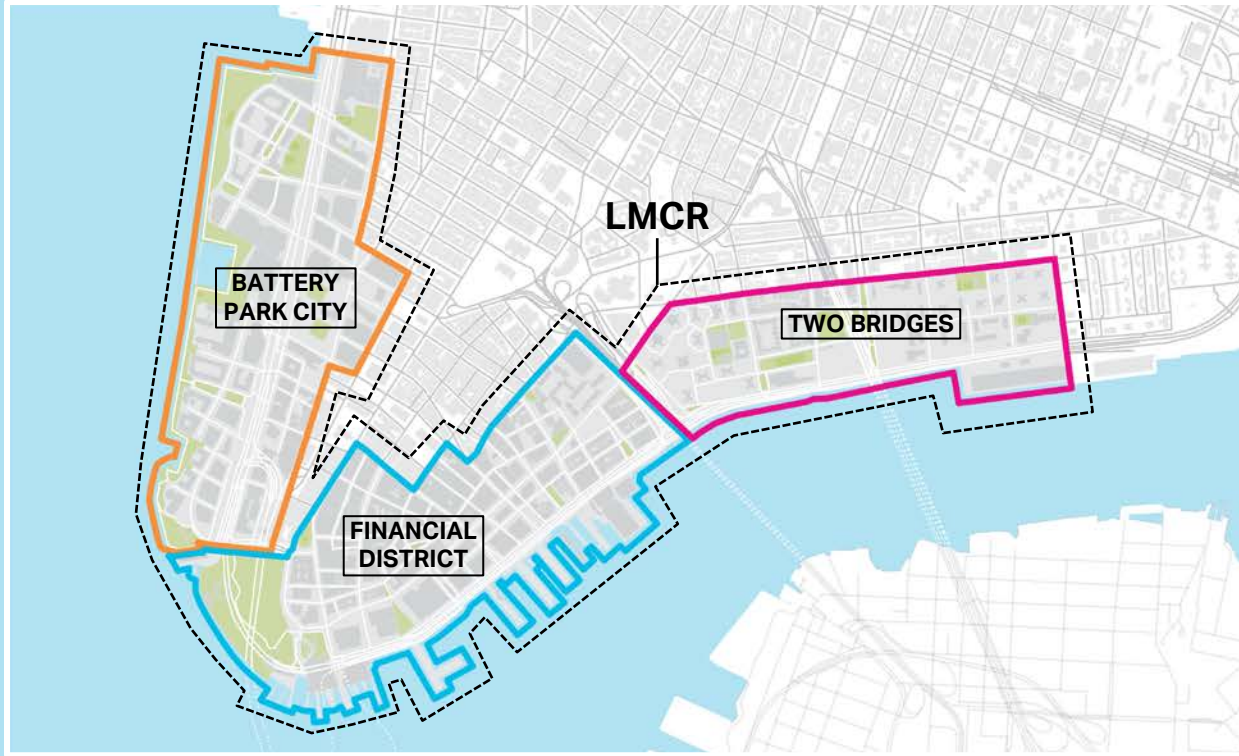 LMCR
BATTERY
PARK CITY
TWO BRIDGES
FINANCIAL
DISTRICT